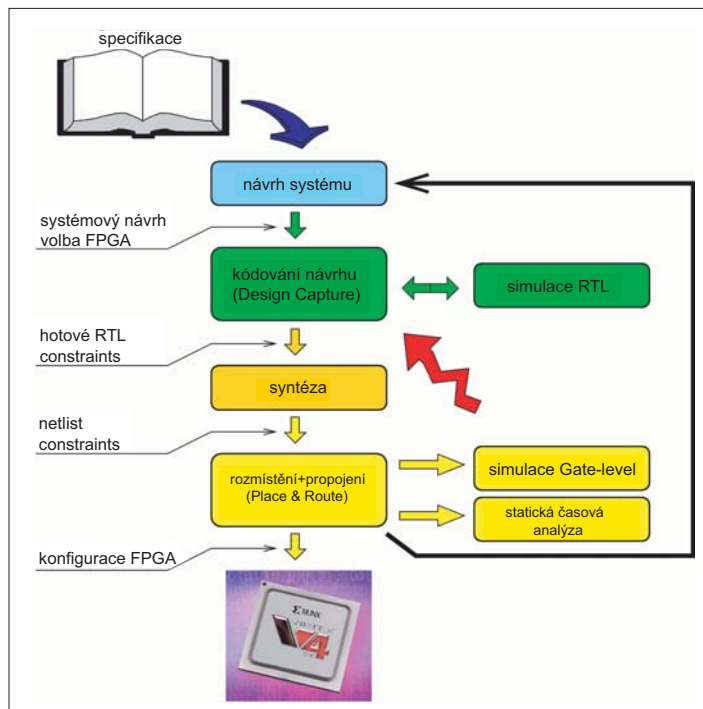 specifikace
návrh systému
systémový návrh
volba FPGA
kódování návrhu
(Design Capture)
simulace RTL
hotové RTL
constraints
syntéza
netlist
constraints
rozmístění+propojení
(Place & Route)
simulace Gate-level
statická časová
analýza
konfigurace FPGA
XILINX
VIRTEX
4